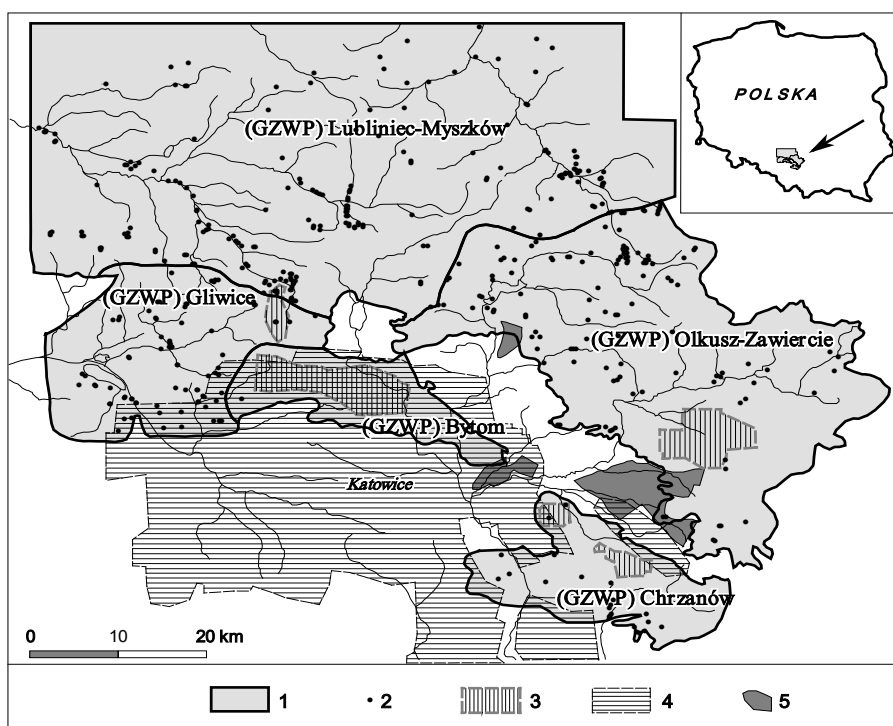 POLSKA
(GZWP) Lubliniec-Myszków
(GZWP) Gliwice
(GZWP) Olkusz-Zawiercie
(GZWP) Bytom
Katowice
(GZWP) Chrzanów
0 10 20 km
1 2 3 4 5